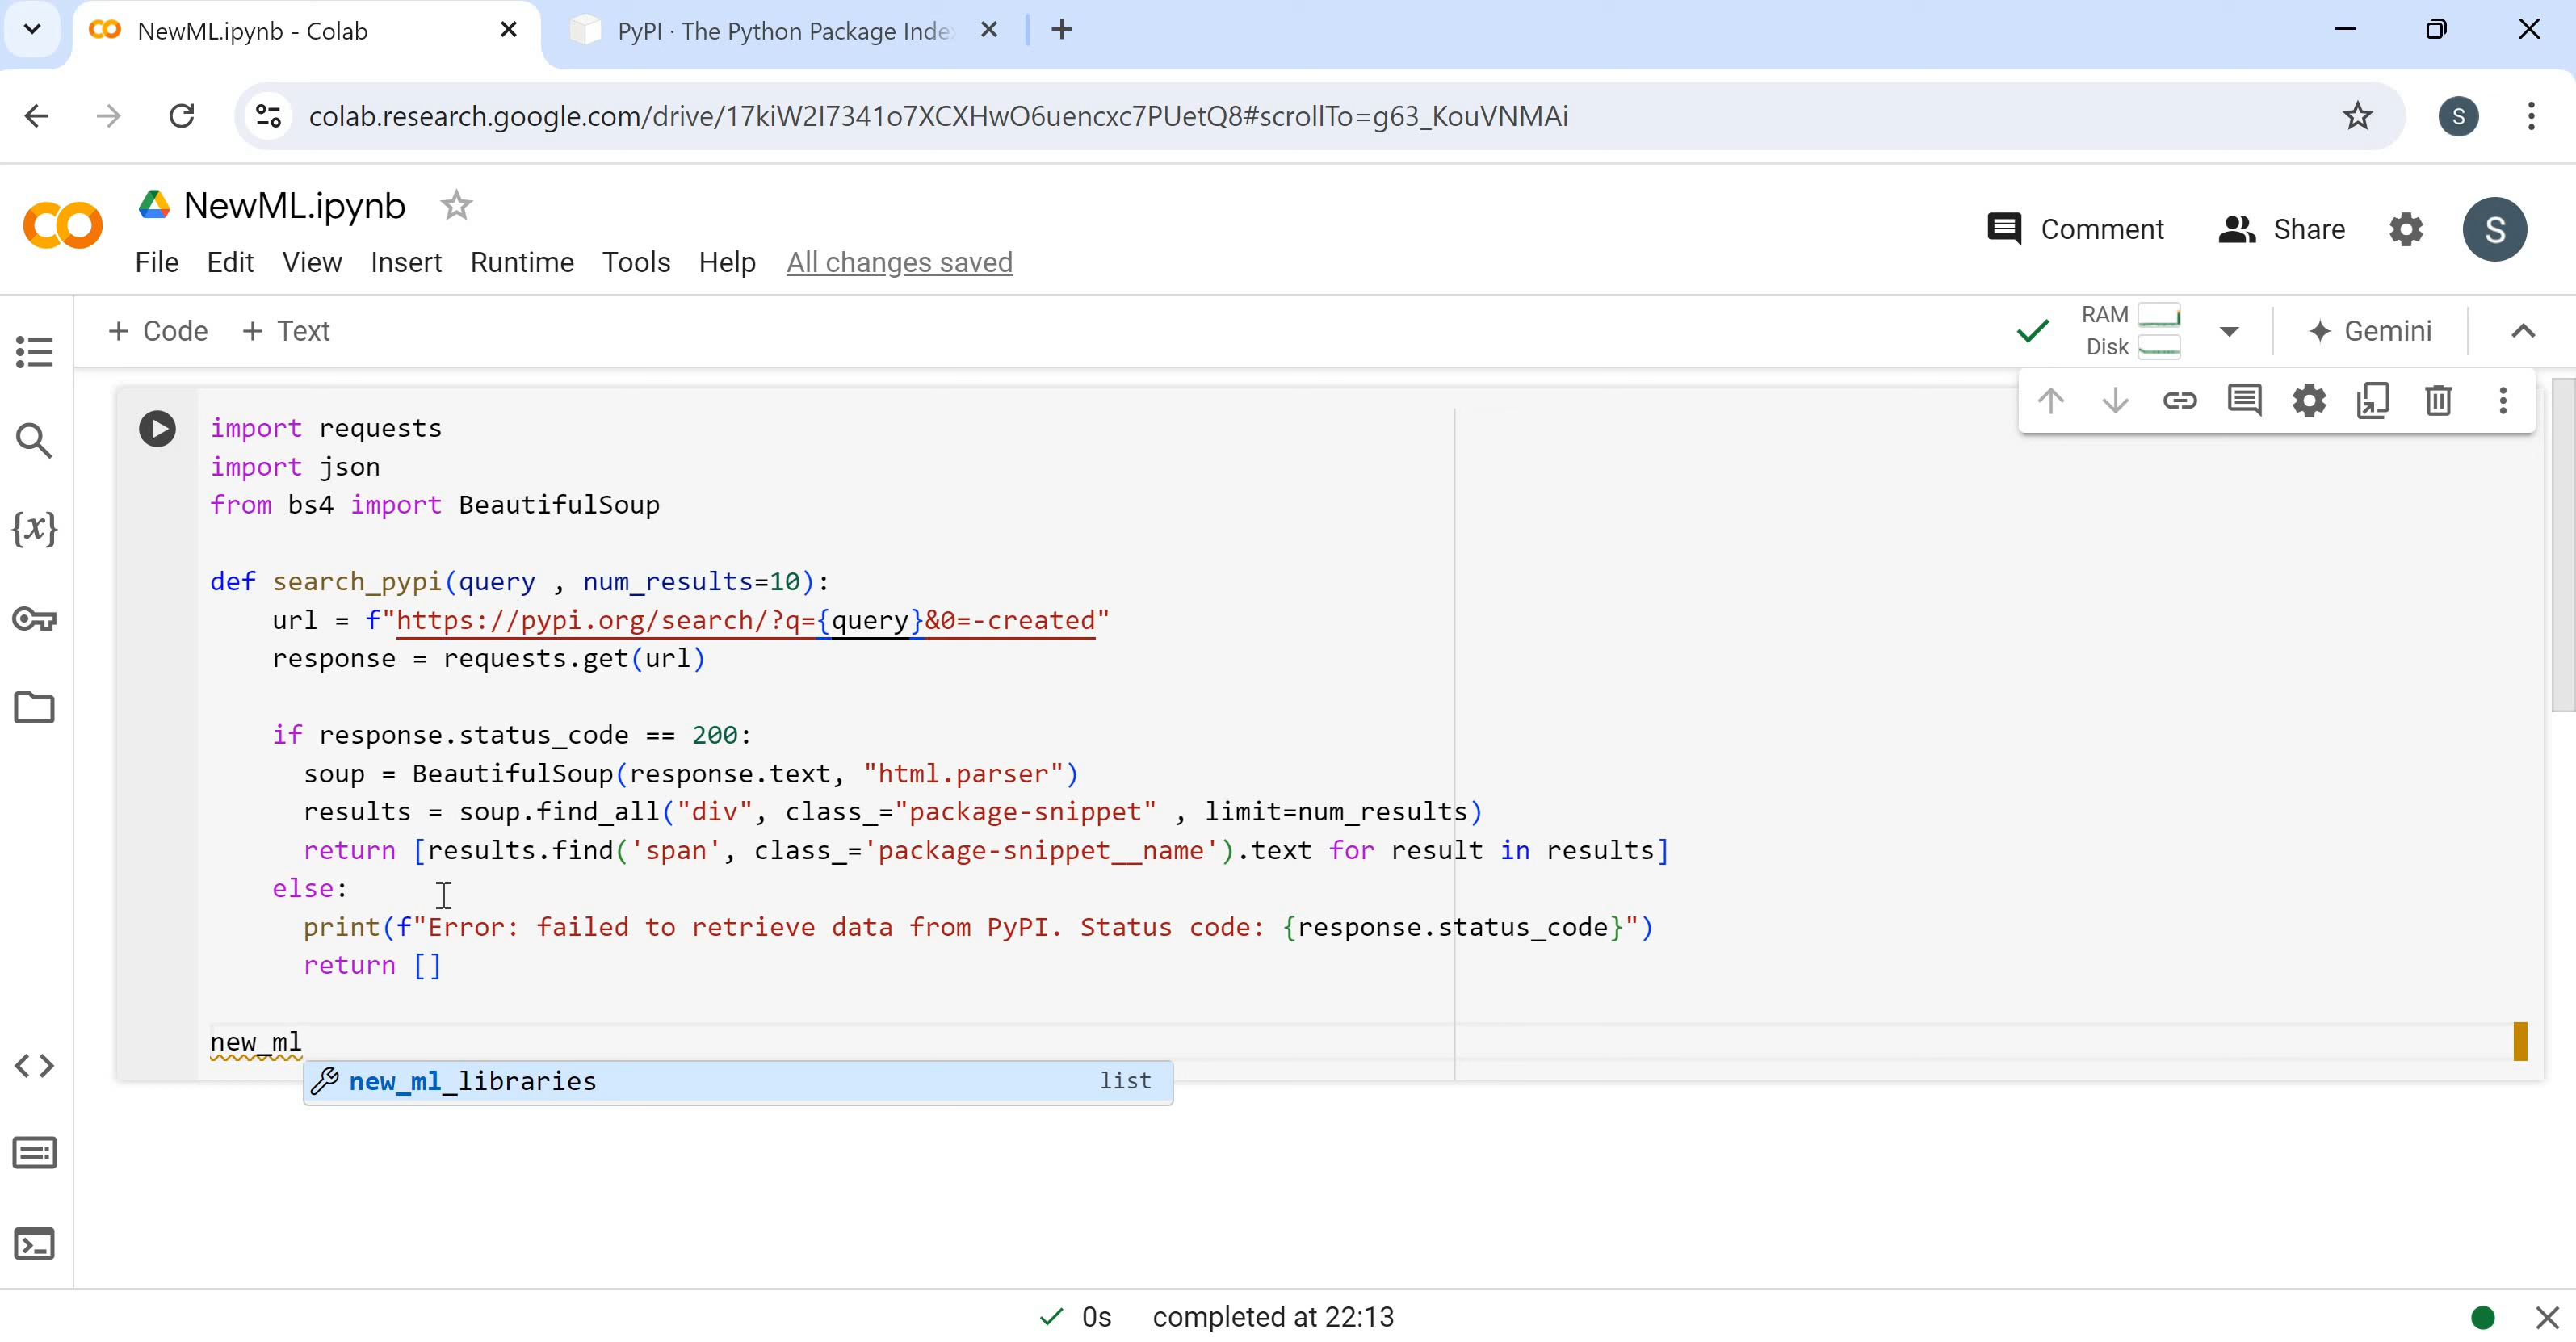 NewML.ipynb - Colab
PyPI · The Python Package Inde
colab.research.google.com/drive/17kiW2I7341o7XCXHwO6uencxc7PUetQ8#scrollTo=g63_KouVNMAi
S
NewML.ipynb
Comment Share S
File Edit View Insert Runtime Tools Help All changes saved
+ Code + Text
RAM
Disk
Gemini
import requests
import json
from bs4 import BeautifulSoup
{x}
def search_pypi(query , num_results=10):
url = f"https://pypi.org/search/?q={query}&0=-created"
response = requests.get(url)
if response.status_code == 200:
soup = BeautifulSoup(response.text, "html.parser")
results = soup.find_all("div", class_="package-snippet" , limit=num_results)
return [results.find('span', class_='package-snippet__name').text for result in results]
else:
print(f"Error: failed to retrieve data from PyPI. Status code: {response.status_code}")
return []
new_ml
new_ml_libraries list
0s completed at 22:13